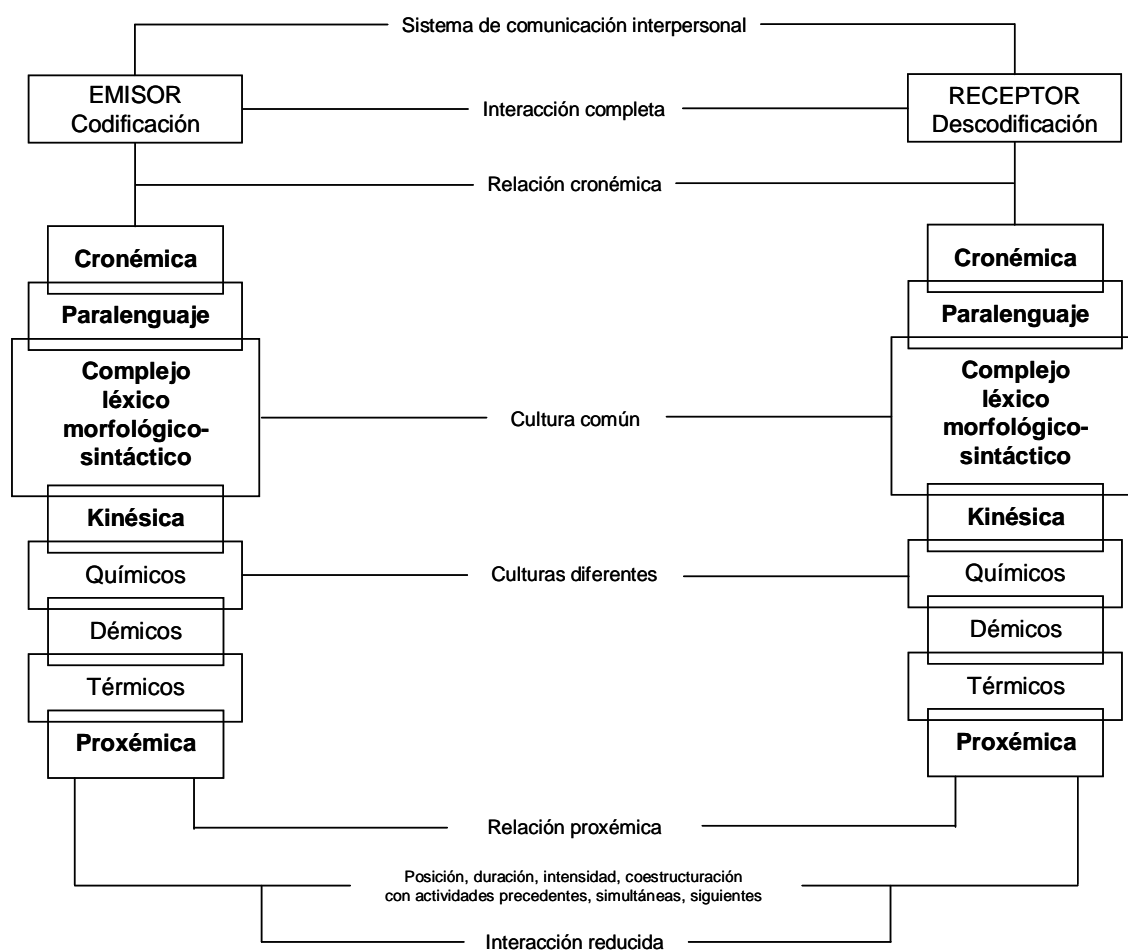 Sistema de comunicación interpersonal
EMISOR
Codificación
Interacción completa
RECEPTOR
Descodificación
Relación cronémica
Cronémica
Cronémica
Paralenguaje
Paralenguaje
Complejo
léxico
morfológico-
sintáctico
Cultura común
Complejo
léxico
morfológico-
sintáctico
Kinésica
Kinésica
Químicos
Culturas diferentes
Químicos
Démicos
Démicos
Térmicos
Térmicos
Proxémica
Proxémica
Relación proxémica
Posición, duración, intensidad, coestructuración
con actividades precedentes, simultáneas, siguientes
Interacción reducida